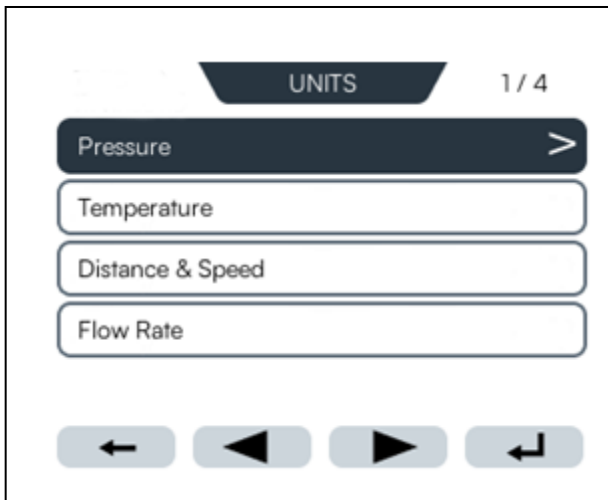 UNITS 1 / 4
Pressure >
Temperature
Distance & Speed
Flow Rate